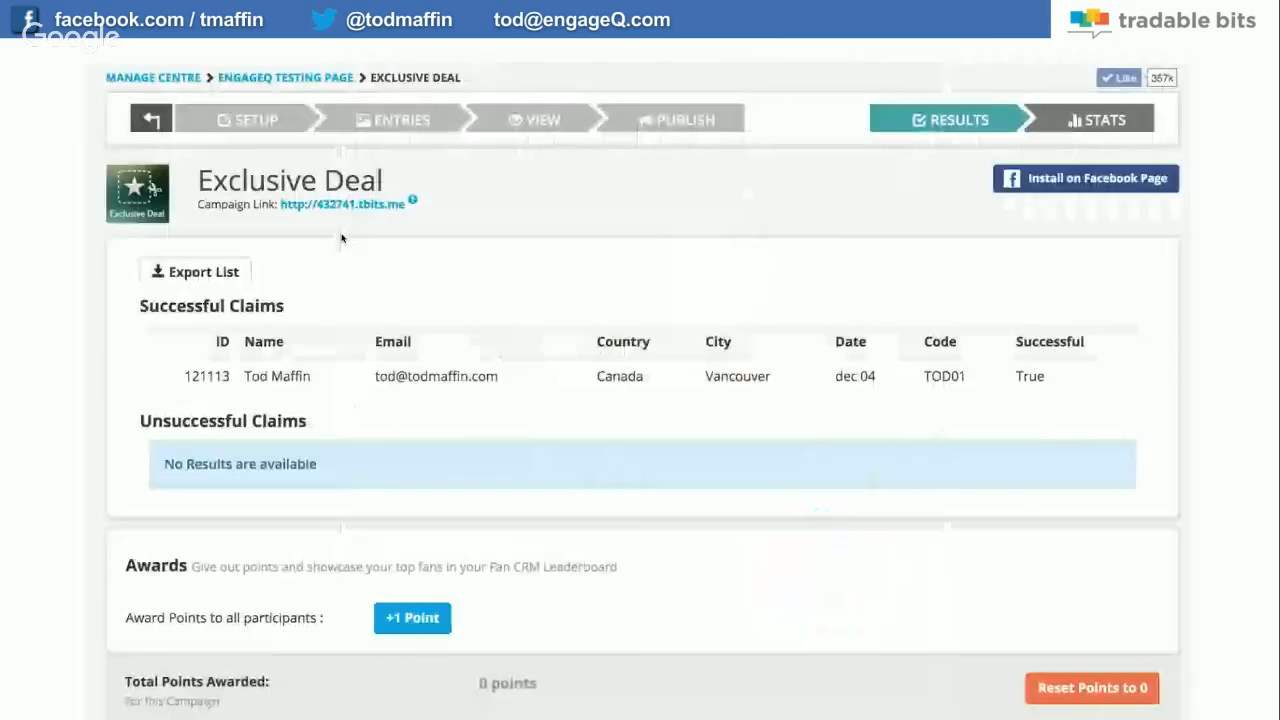 facebook.com / tmaffin @todmaffin tod@engageQ.com tradable bits
Google
MANAGE CENTRE > ENGAGEQ TESTING PAGE > EXCLUSIVE DEAL Like 357k
SETUP ENTRIES VIEW PUBLISH RESULTS STATS
Exclusive Deal
Exclusive Deal
Campaign Link: http://432741.tbits.me ?
Install on Facebook Page
Export List
Successful Claims
ID Name Email Country City Date Code Successful
121113 Tod Maffin tod@todmaffin.com Canada Vancouver dec 04 TOD01 True
Unsuccessful Claims
No Results are available
Awards Give out points and showcase your top fans in your Fan CRM Leaderboard
Award Points to all participants : +1 Point
Total Points Awarded: 0 points Reset Points to 0
For this Campaign